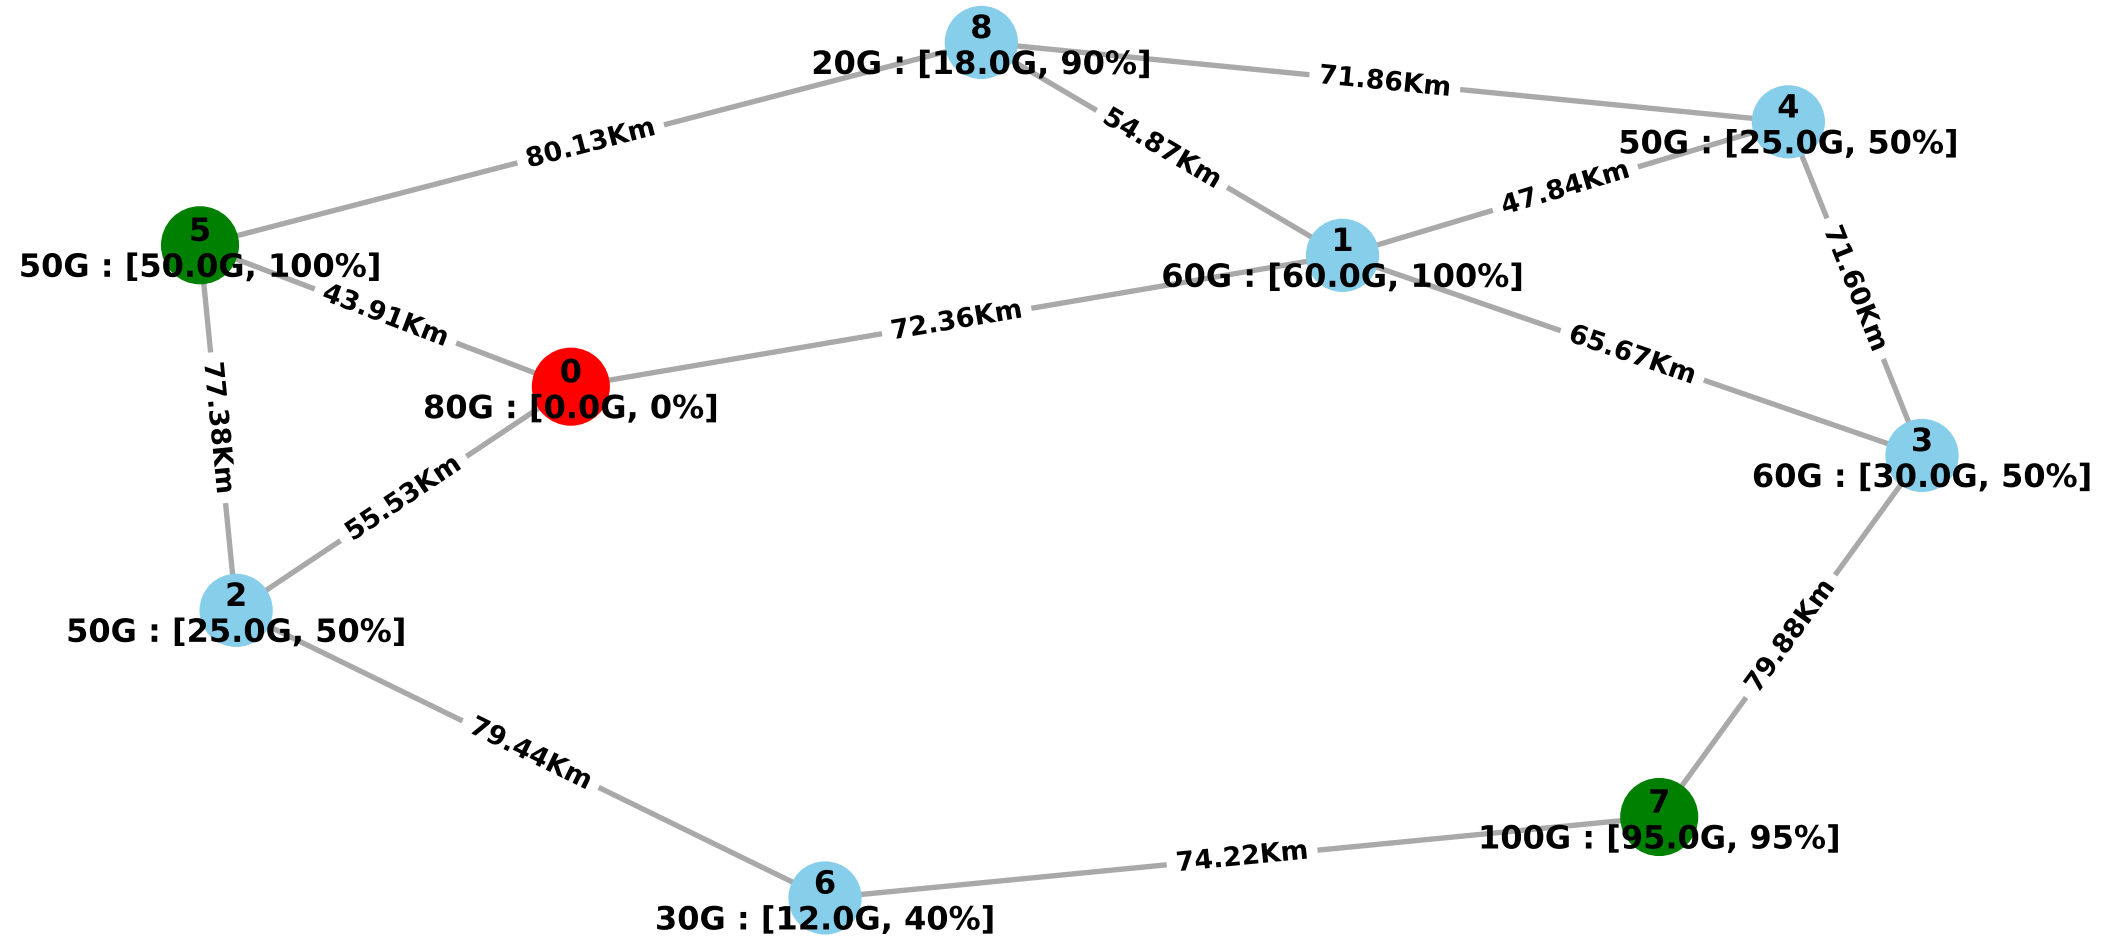 8
20G : [18.0G, 90%]
71.86Km
4
50G : [25.0G, 50%]
80.13Km
54.87Km
47.84Km
5
50G : [50.0G, 100%]
1
60G : [60.0G, 100%]
71.60Km
43.91Km
72.36Km
65.67Km
0
80G : [0.0G, 0%]
77.38Km
3
60G : [30.0G, 50%]
55.53Km
2
50G : [25.0G, 50%]
79.88Km
79.44Km
7
100G : [95.0G, 95%]
74.22Km
6
30G : [12.0G, 40%]